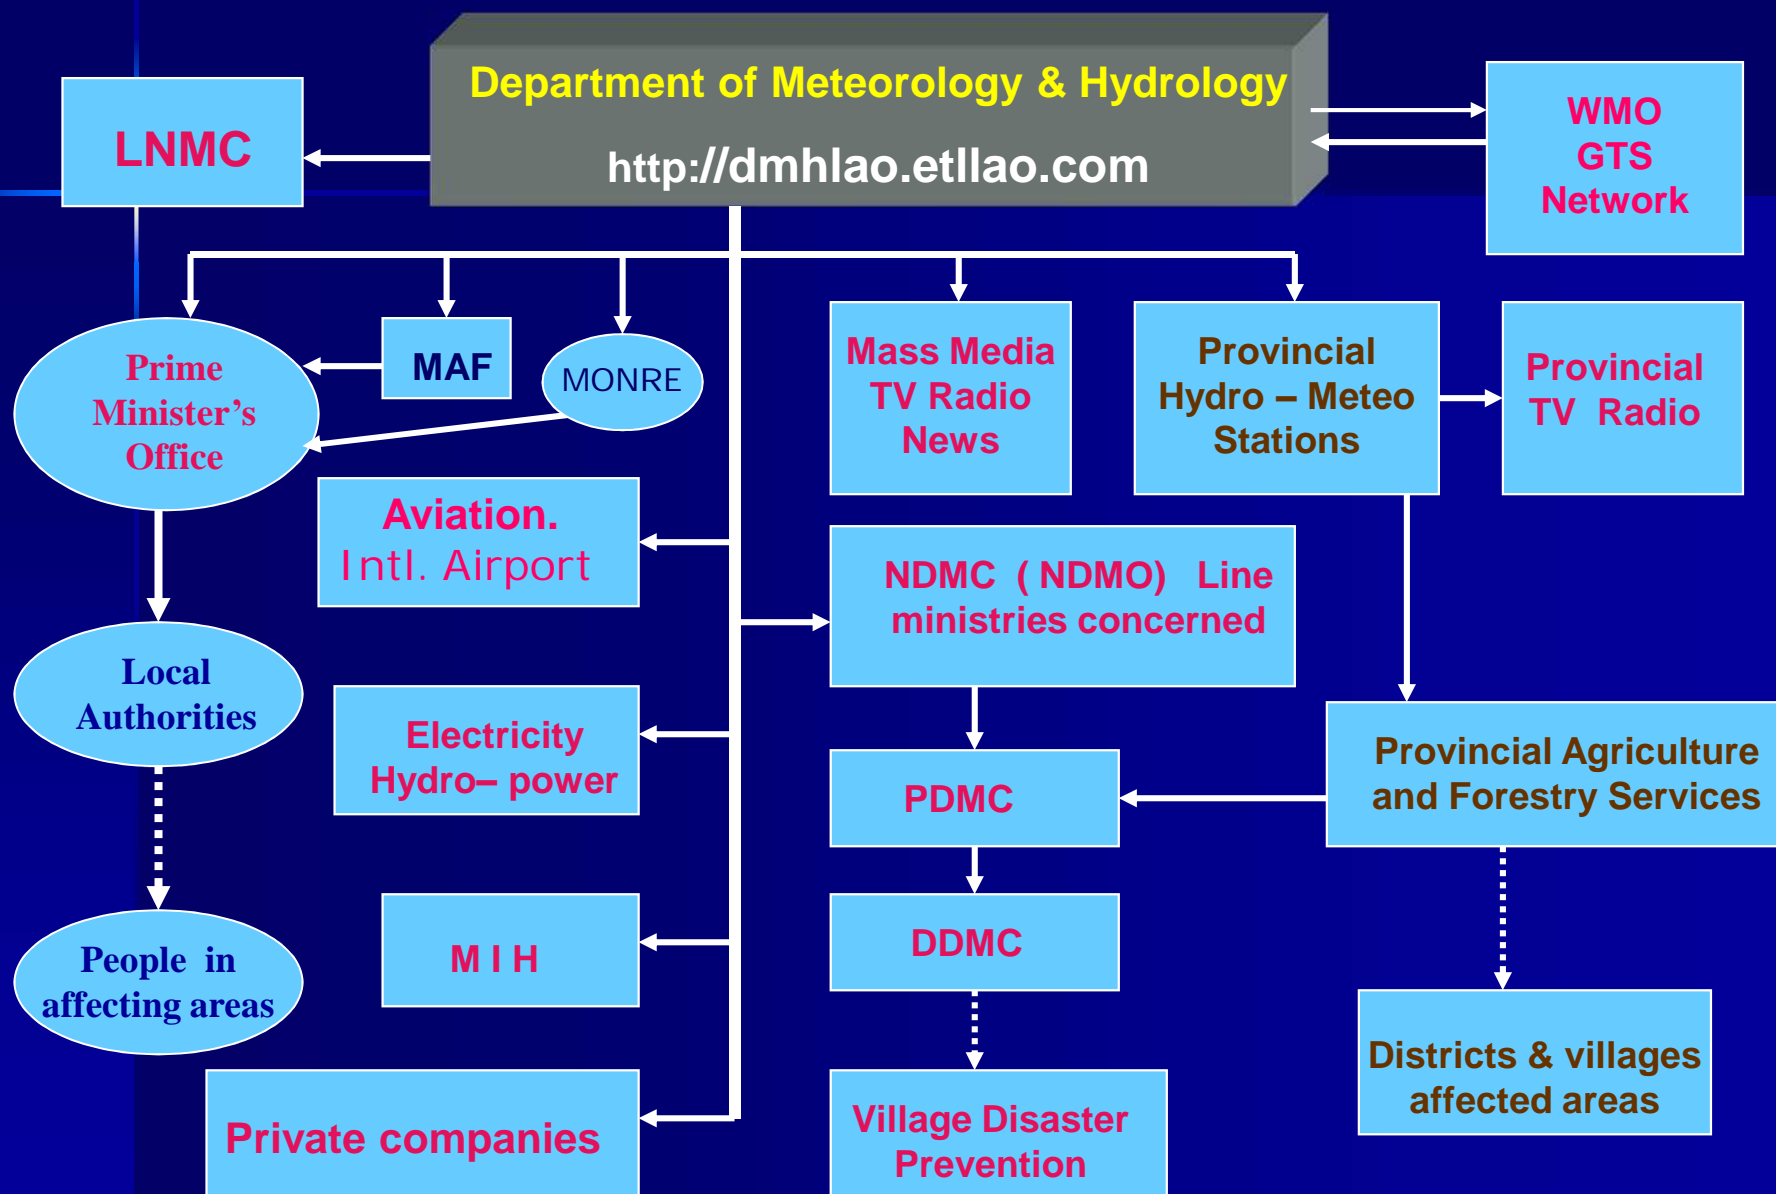 Department of Meteorology & Hydrology
http://dmhlao.etllao.com
LNMC
WMO
GTS
Network
Prime
Minister’s
Office
MAF
MONRE
Mass Media
TV Radio
News
Provincial
Hydro – Meteo
Stations
Provincial
TV Radio
Aviation.
Intl. Airport
NDMC ( NDMO) Line
ministries concerned
Local
Authorities
Electricity
Hydro– power
PDMC
Provincial Agriculture
and Forestry Services
People in
affecting areas
M I H
DDMC
Districts & villages
affected areas
Private companies
Village Disaster
Prevention